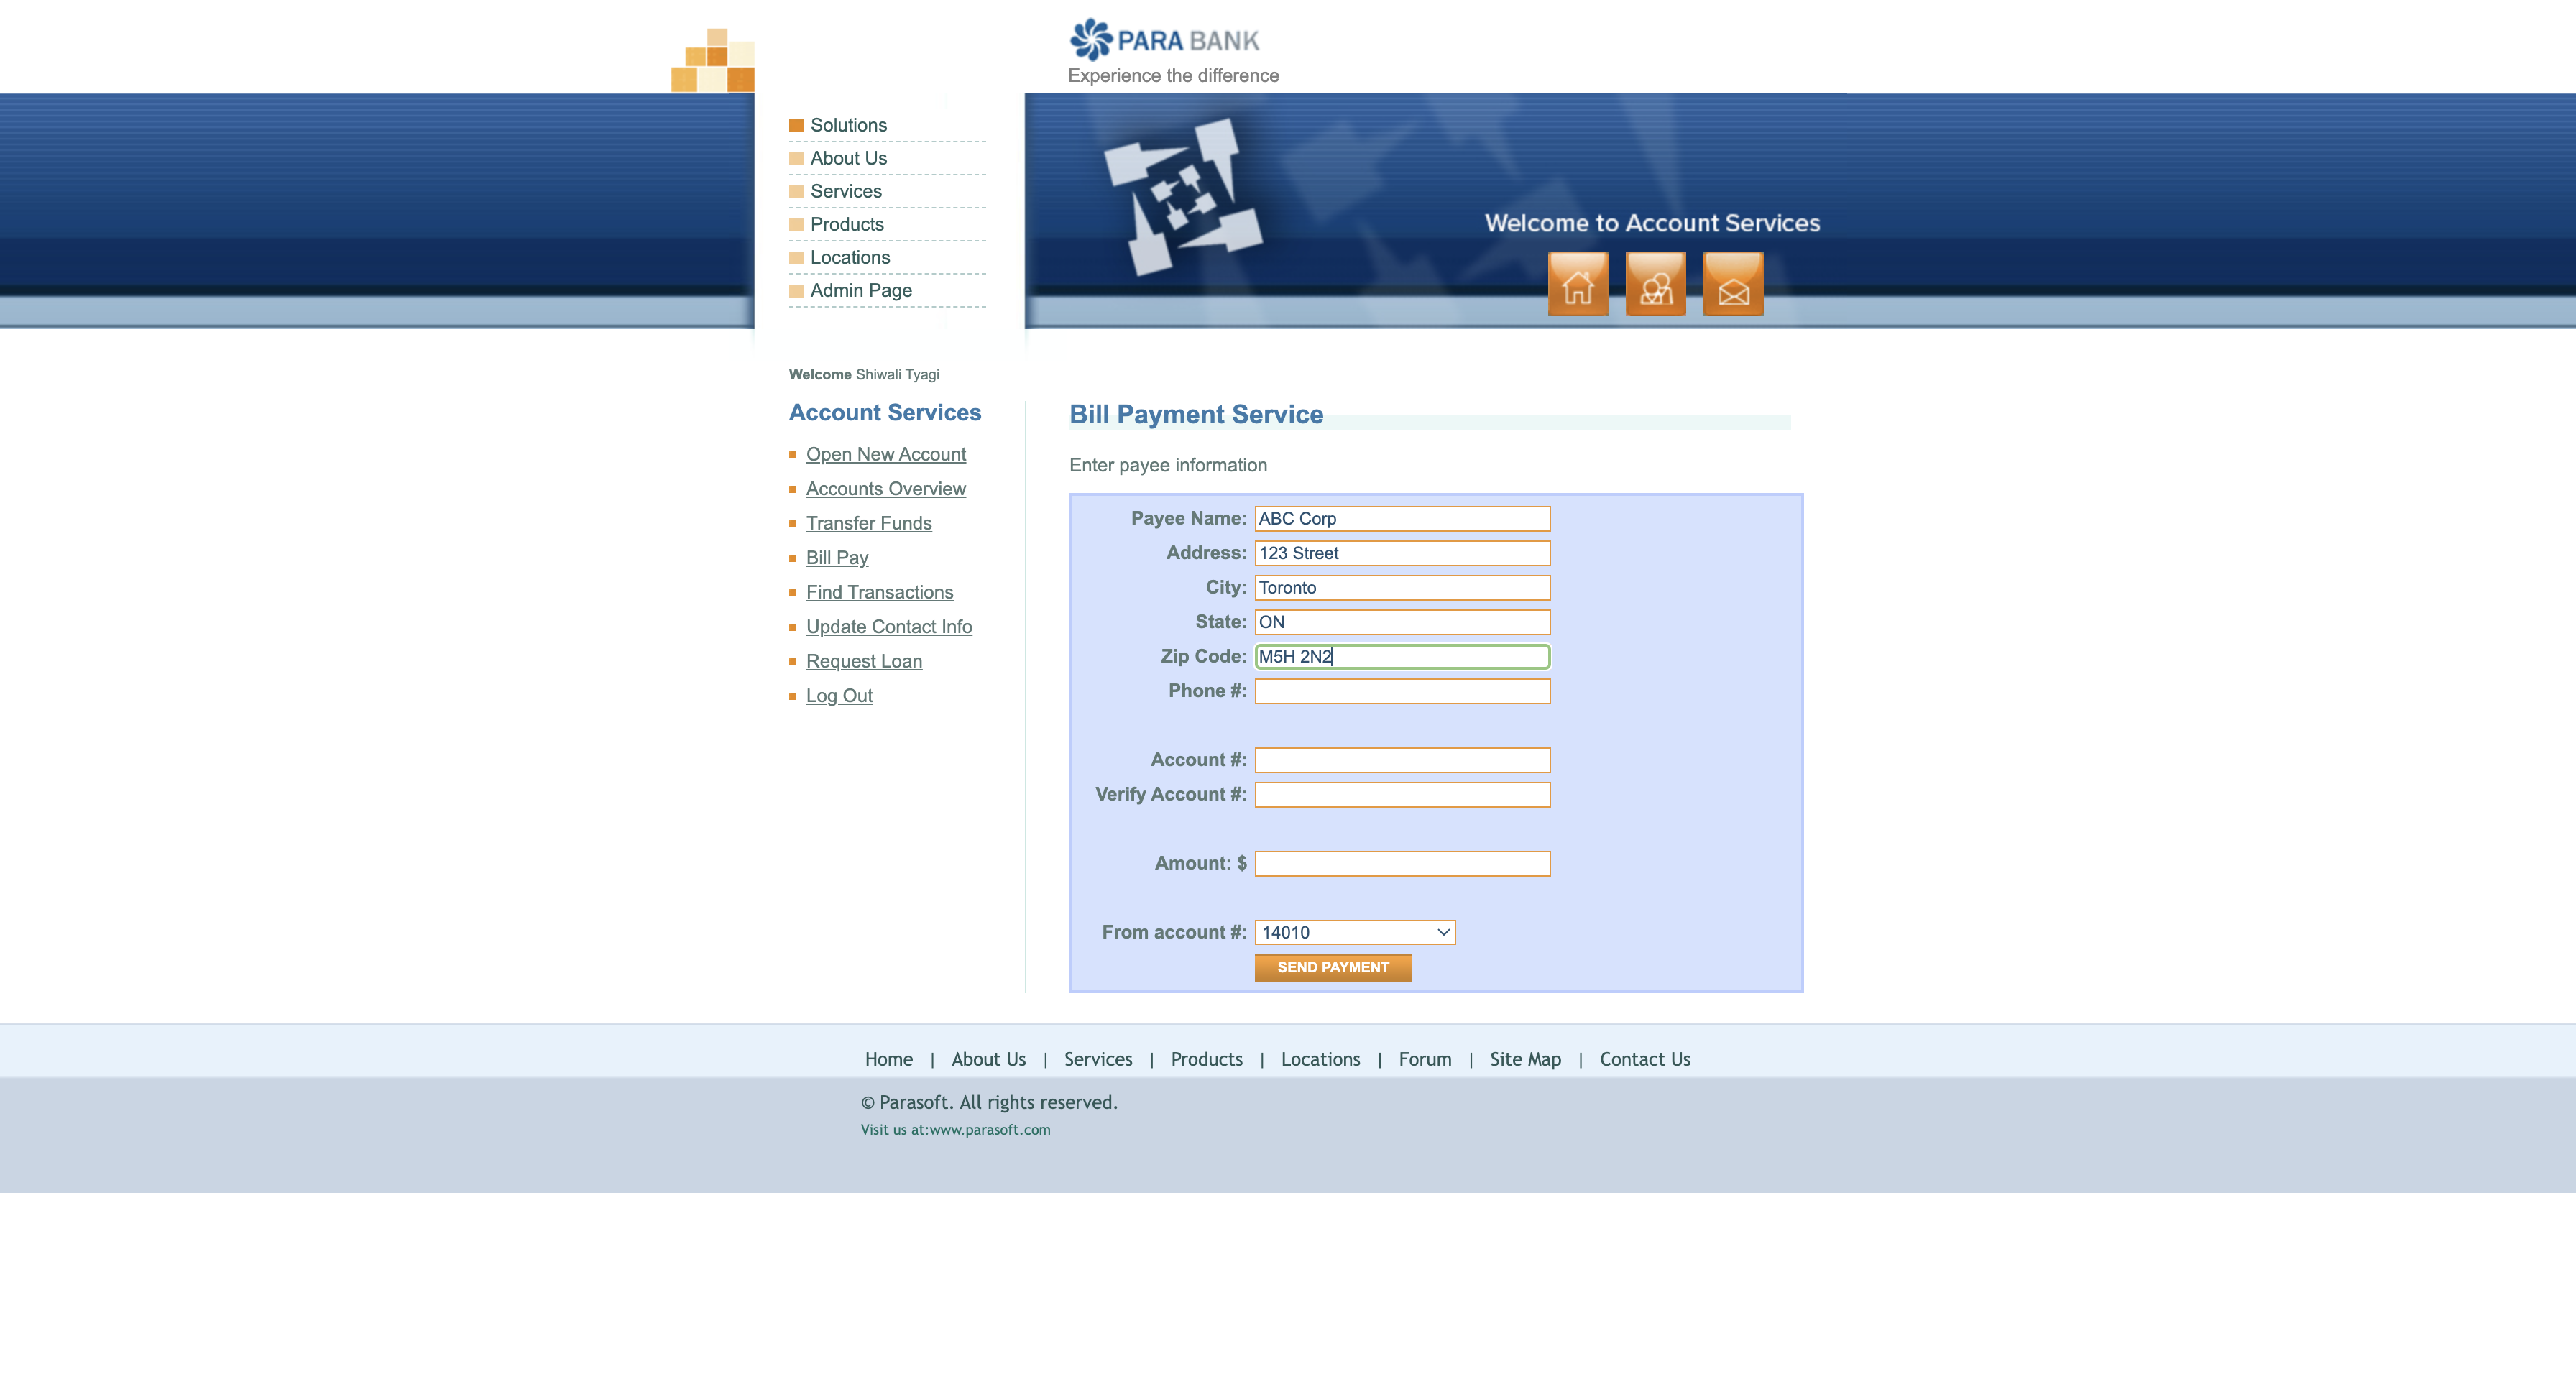 PARA BANK
Experience the difference
Solutions
About Us
Services
Products
Locations
Admin Page
Welcome to Account Services
Welcome Shiwali Tyagi
Account Services
Open New Account
Accounts Overview
Transfer Funds
Bill Pay
Find Transactions
Update Contact Info
Request Loan
Log Out
Bill Payment Service
Enter payee information
Payee Name: ABC Corp
Address: 123 Street
City: Toronto
State: ON
Zip Code: M5H 2N2
Phone #:
Account #:
Verify Account #:
Amount: $
From account #: 14010
SEND PAYMENT
Home | About Us | Services | Products | Locations | Forum | Site Map | Contact Us
© Parasoft. All rights reserved.
Visit us at:www.parasoft.com